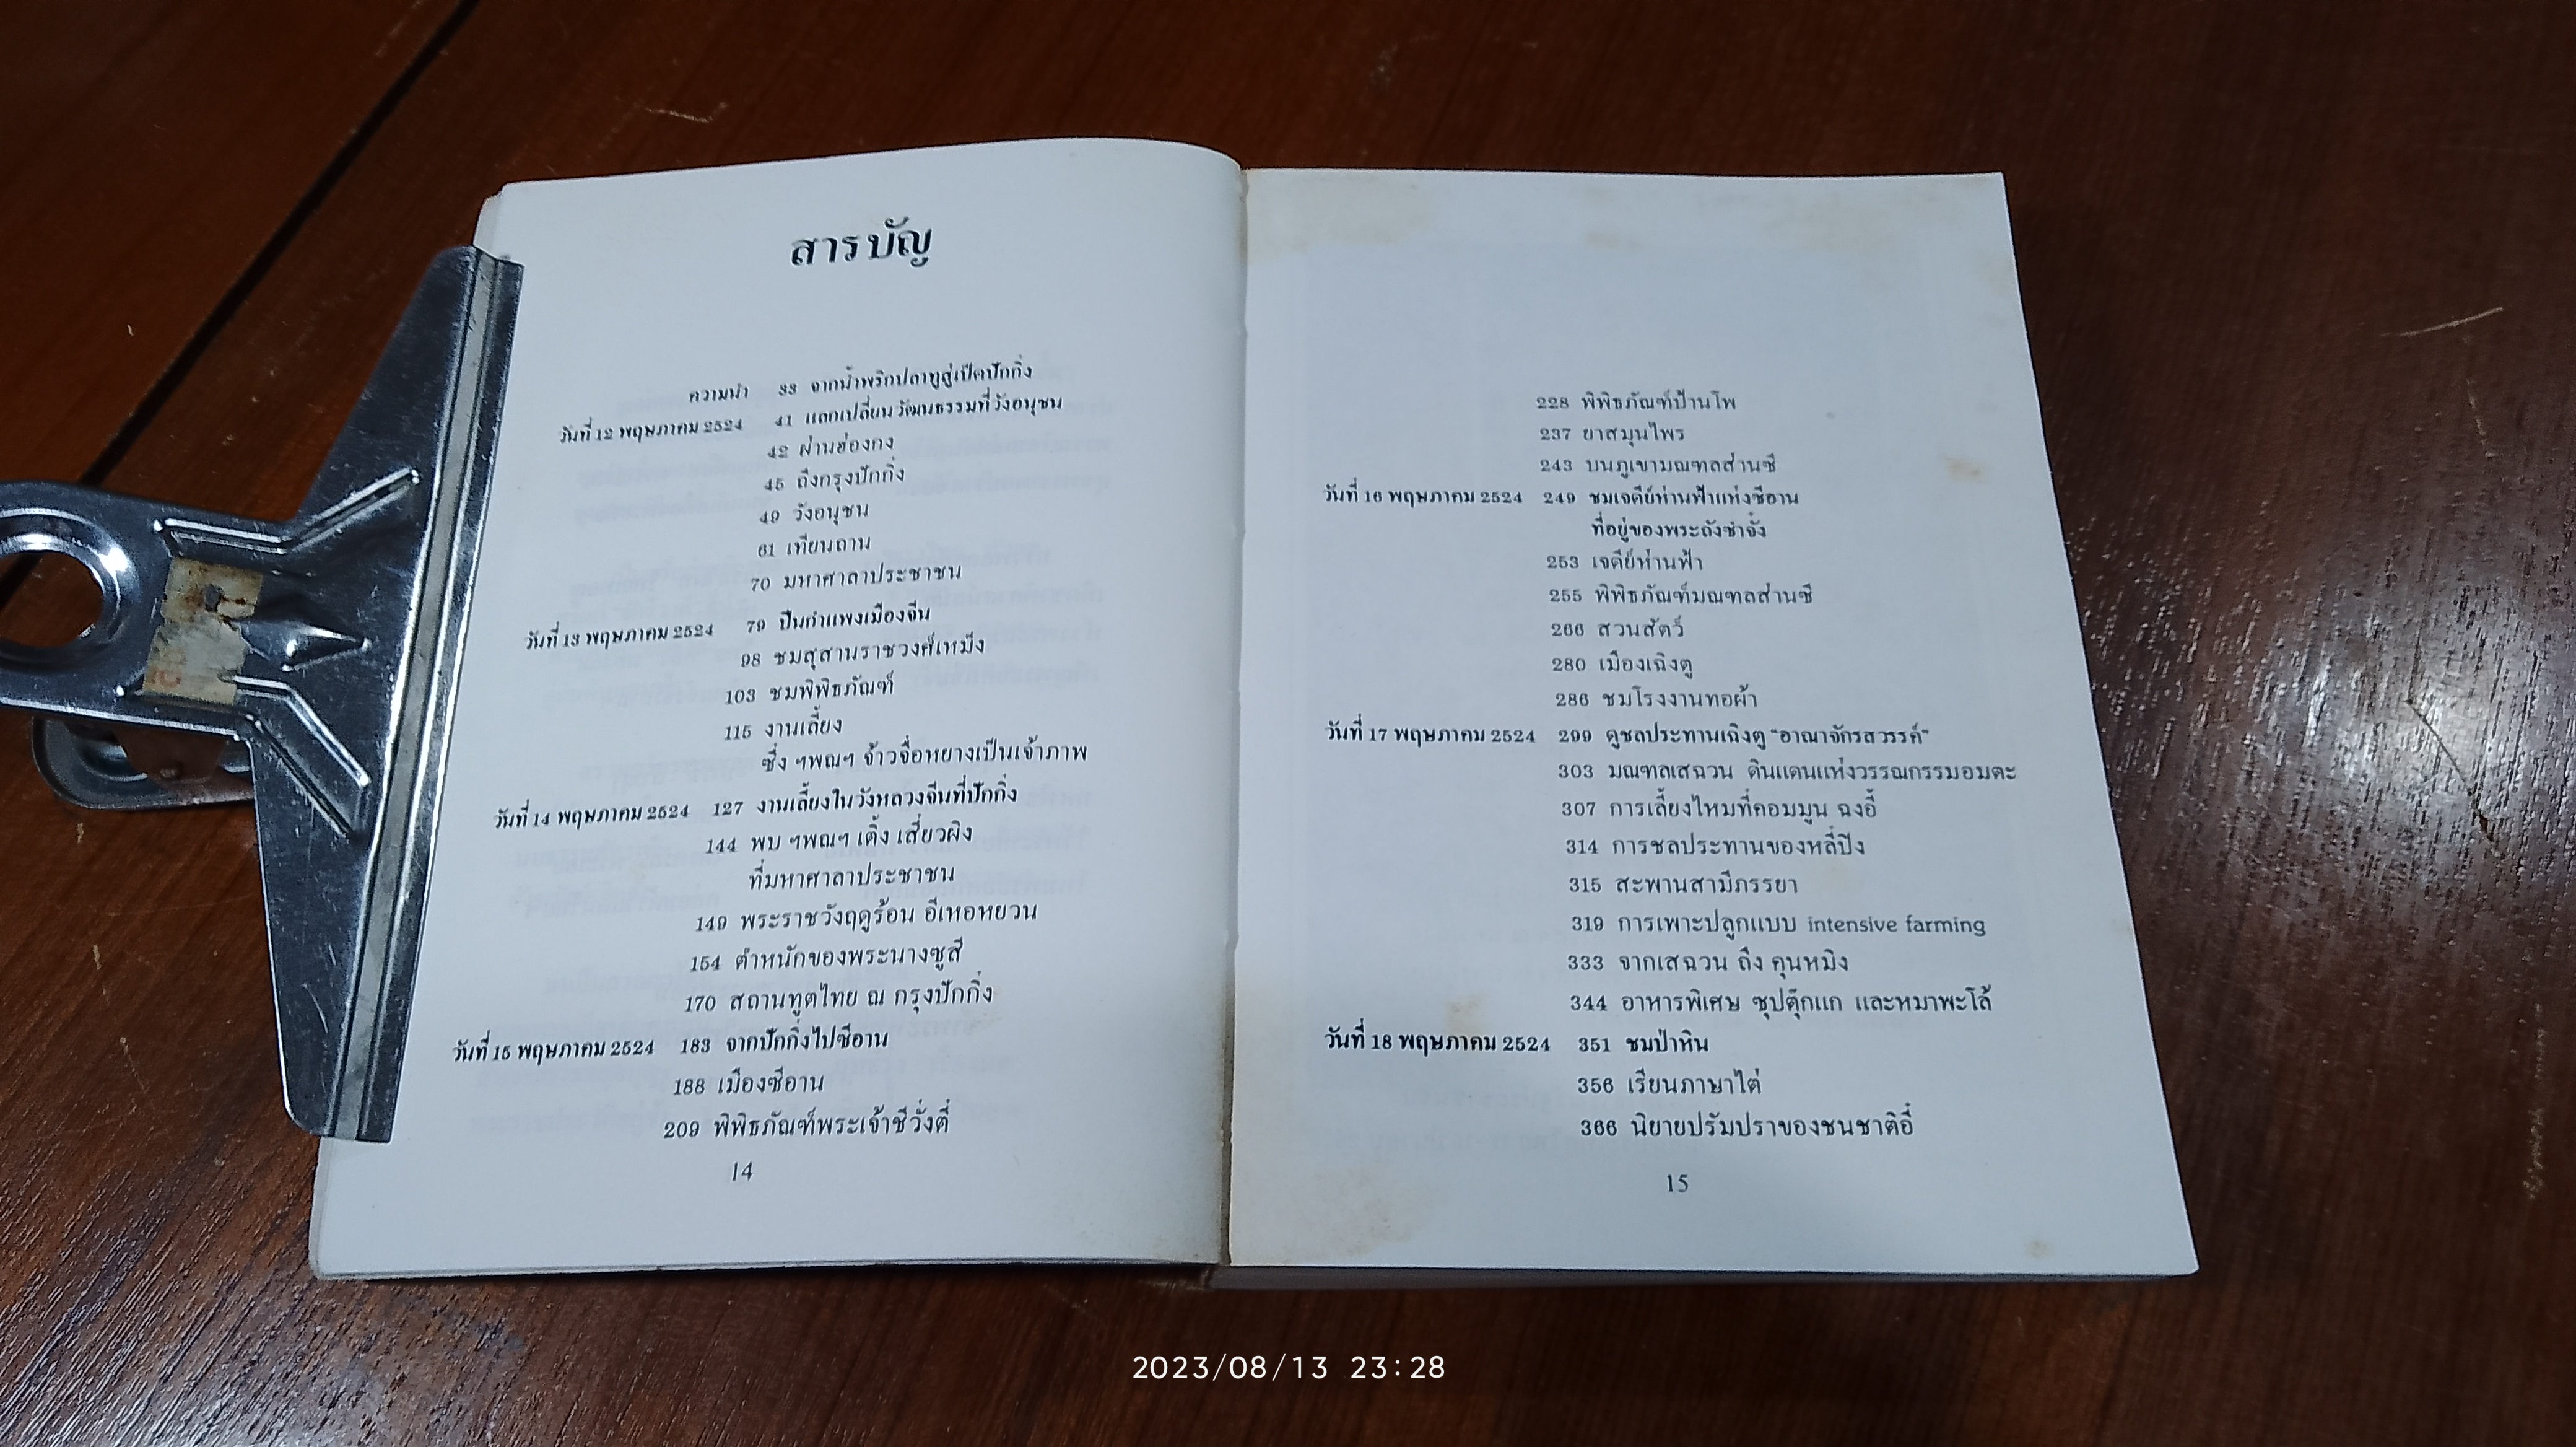 สารบัญ
ความนำ 33 จากน้ำพริกปลาทูสู่เป็ดปักกิ่ง
วันที่ 12 พฤษภาคม 2524 41 แลกเปลี่ยนวัฒนธรรมที่วังอนุชน
42 ผ่านฮ่องกง
45 ถึงกรุงปักกิ่ง
49 วังอนุชน
61 เทียนถาน
70 มหาศาลาประชาชน
วันที่ 13 พฤษภาคม 2524 79 ปีนกำแพงเมืองจีน
98 ชมสุสานราชวงศ์เหม็ง
103 ชมพิพิธภัณฑ์
115 งานเลี้ยง
ซึ่ง ฯพณฯ จ้าวจื่อหยางเป็นเจ้าภาพ
วันที่ 14 พฤษภาคม 2524 127 งานเลี้ยงในวังหลวงจีนที่ปักกิ่ง
144 พบ ฯพณฯ เติ้ง เสี่ยวผิง
ที่มหาศาลาประชาชน
149 พระราชวังฤดูร้อน อีเหอหยวน
154 ตำหนักของพระนางซูสี
170 สถานทูตไทย ณ กรุงปักกิ่ง
วันที่ 15 พฤษภาคม 2524 183 จากปักกิ่งไปซีอาน
188 เมืองซีอาน
209 พิพิธภัณฑ์พระเจ้าชีวั่งตี่
14
228 พิพิธภัณฑ์ป้านโพ
237 ยาสมุนไพร
243 บนภูเขามณฑลส่านซี
วันที่ 16 พฤษภาคม 2524 249 ชมเจดีย์ห่านฟ้าแห่งซีอาน
ที่อยู่ของพระถังซำจั๋ง
253 เจดีย์ห่านฟ้า
255 พิพิธภัณฑ์มณฑลส่านซี
266 สวนสัตว์
280 เมืองเฉิงตู
286 ชมโรงงานทอผ้า
วันที่ 17 พฤษภาคม 2524 299 ดูชลประทานเฉิงตู "อาณาจักรสวรรค์"
303 มณฑลเสฉวน ดินแดนแห่งวรรณกรรมอมตะ
307 การเลี้ยงไหมที่คอมมูน ฉงอี้
314 การชลประทานของหลี่ปิง
315 สะพานสามีภรรยา
319 การเพาะปลูกแบบ intensive farming
333 จากเสฉวน ถึง คุนหมิง
344 อาหารพิเศษ ซุปตุ๊กแก และหมาพะโล้
วันที่ 18 พฤษภาคม 2524 351 ชมป่าหิน
356 เรียนภาษาไต่
366 นิยายปรัมปราของชนชาติอี๋
15
2023/08/13 23:28